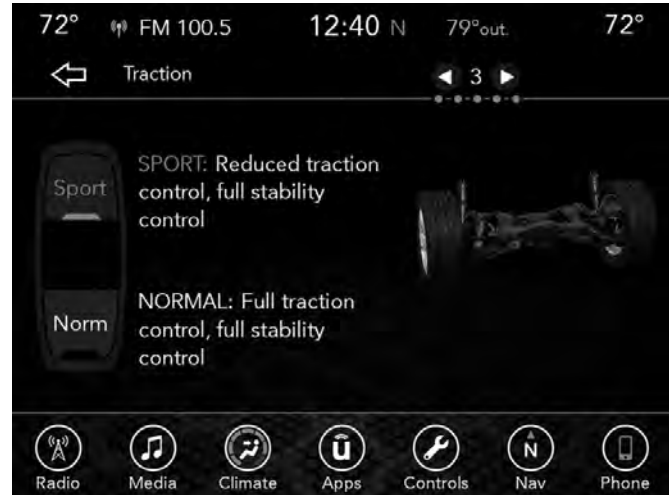 72° FM 100.5 12:40 N 79°out. 72°
Traction 3
Sport
SPORT: Reduced traction
control, full stability
control
Norm
NORMAL: Full traction
control, full stability
control
Radio Media Climate Apps Controls Nav Phone
û N